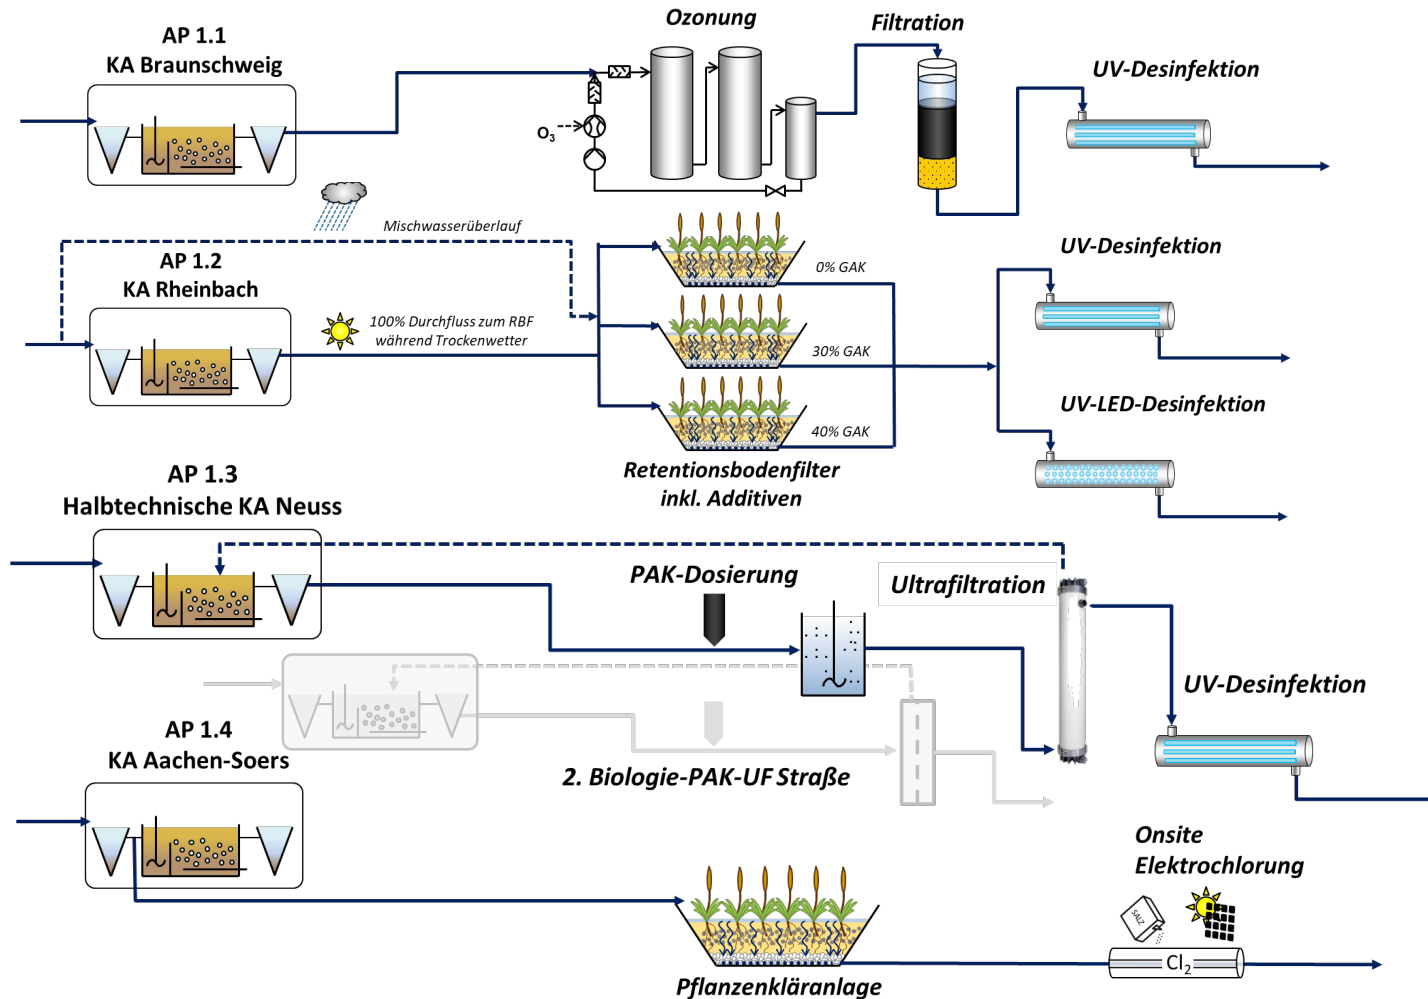 AP 1.1
KA Braunschweig
Ozonung
Filtration
UV-Desinfektion
O3
Mischwasserüberlauf
AP 1.2
KA Rheinbach
100% Durchfluss zum RBF
während Trockenwetter
0% GAK
30% GAK
40% GAK
Retentionsbodenfilter
inkl. Additiven
UV-Desinfektion
UV-LED-Desinfektion
AP 1.3
Halbtechnische KA Neuss
PAK-Dosierung
Ultrafiltration
UV-Desinfektion
2. Biologie-PAK-UF Straße
AP 1.4
KA Aachen-Soers
Pflanzenkläranlage
Onsite
Elektrochlorung
SALZ
Cl2